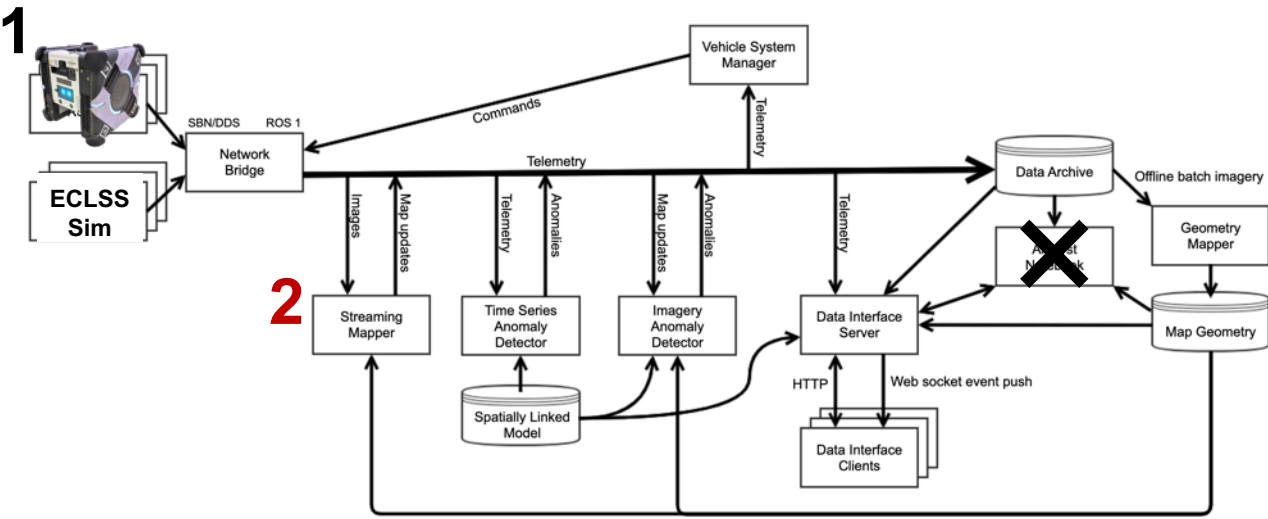 1
Vehicle System
Manager
Commands
Telemetry
SBN/DDS
ROS 1
Network
Bridge
ECLSS
Sim
Telemetry
Data Archive
Offline batch imagery
Images
Map updates
Telemetry
Anomalies
Map updates
Anomalies
Telemetry
Geometry
Mapper
2
Streaming
Mapper
Time Series
Anomaly
Detector
Imagery
Anomaly
Detector
Data Interface
Server
Map Geometry
HTTP
Web socket event push
Spatially Linked
Model
Data Interface
Clients